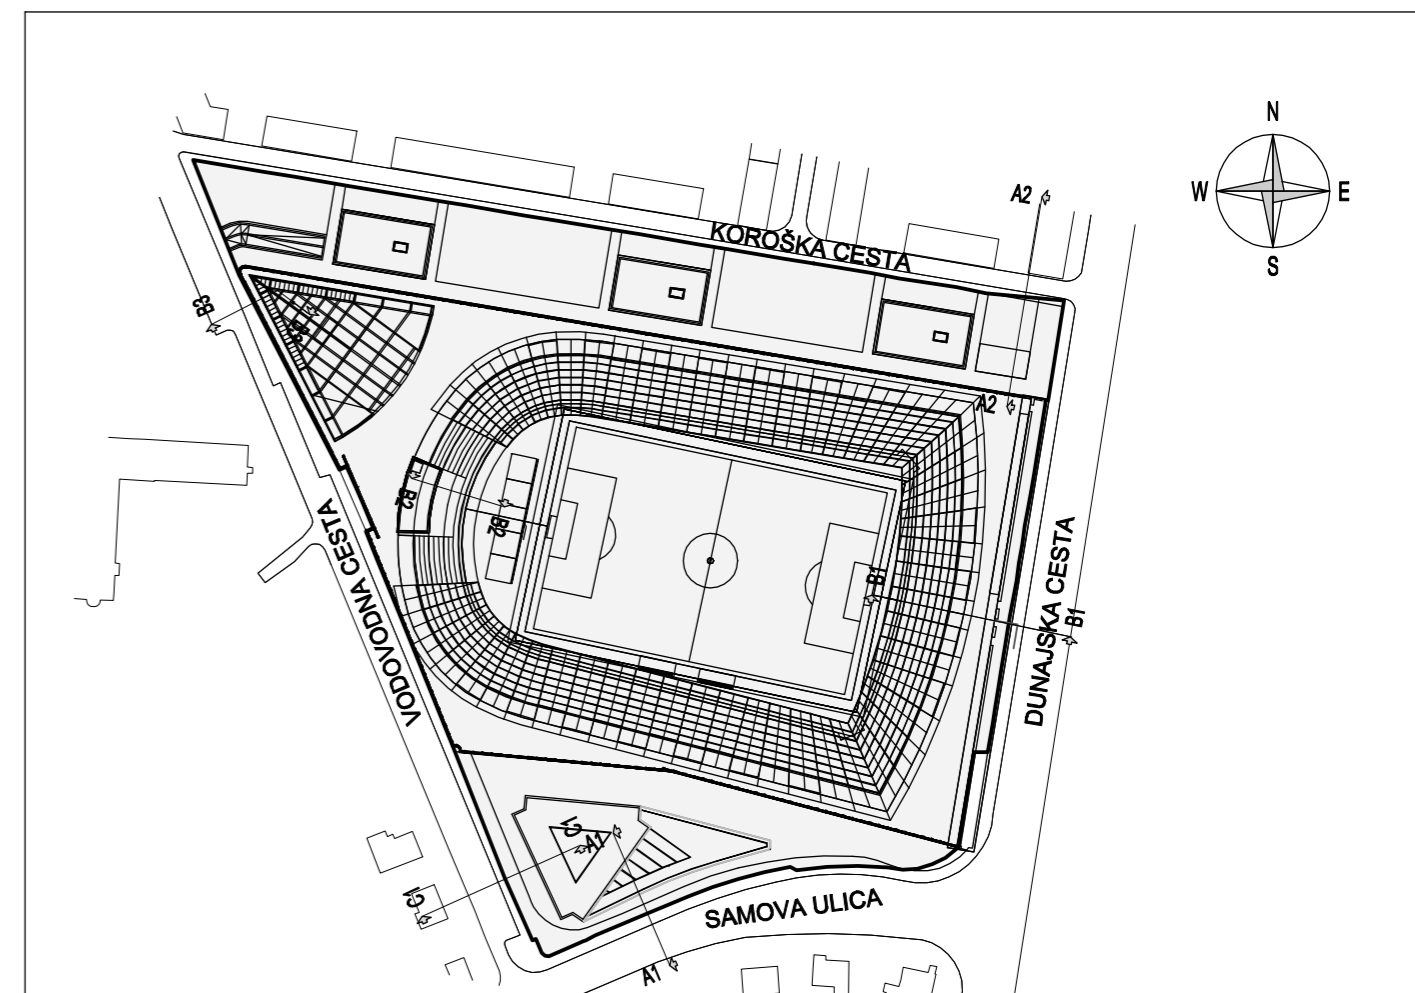 N
A2
W
E
KOROŠKA CESTA
S
B3
B3
A2
B2
B2
VODOVODNA CESTA
B1
B1
DUNAJSKA CESTA
C1
A1
C1
SAMOVA ULICA
A1